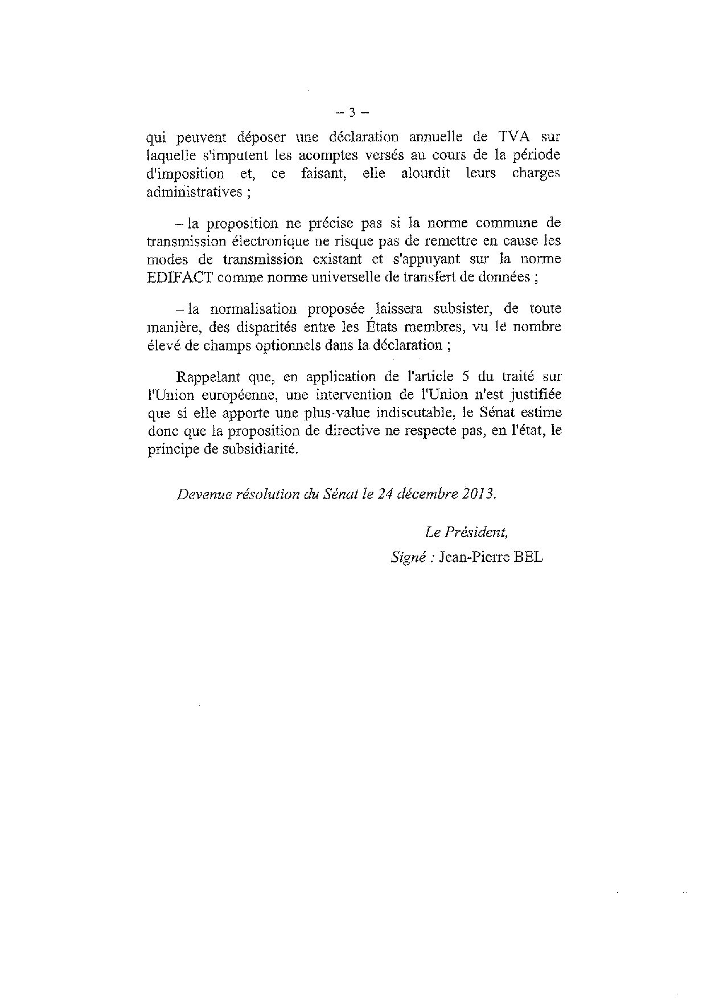 – 3 –
qui peuvent déposer une déclaration annuelle de TVA sur
laquelle s'imputent les acomptes versés au cours de la période
d'imposition et, ce faisant, elle alourdit leurs charges
administratives ;
– la proposition ne précise pas si la norme commune de
transmission électronique ne risque pas de remettre en cause les
modes de transmission existant et s'appuyant sur la norme
EDIFACT comme norme universelle de transfert de données ;
– la normalisation proposée laissera subsister, de toute
manière, des disparités entre les États membres, vu le nombre
élevé de champs optionnels dans la déclaration ;
Rappelant que, en application de l'article 5 du traité sur
l'Union européenne, une intervention de l'Union n'est justifiée
que si elle apporte une plus-value indiscutable, le Sénat estime
donc que la proposition de directive ne respecte pas, en l'état, le
principe de subsidiarité.
Devenue résolution du Sénat le 24 décembre 2013.
Le Président,
Signé : Jean-Pierre BEL